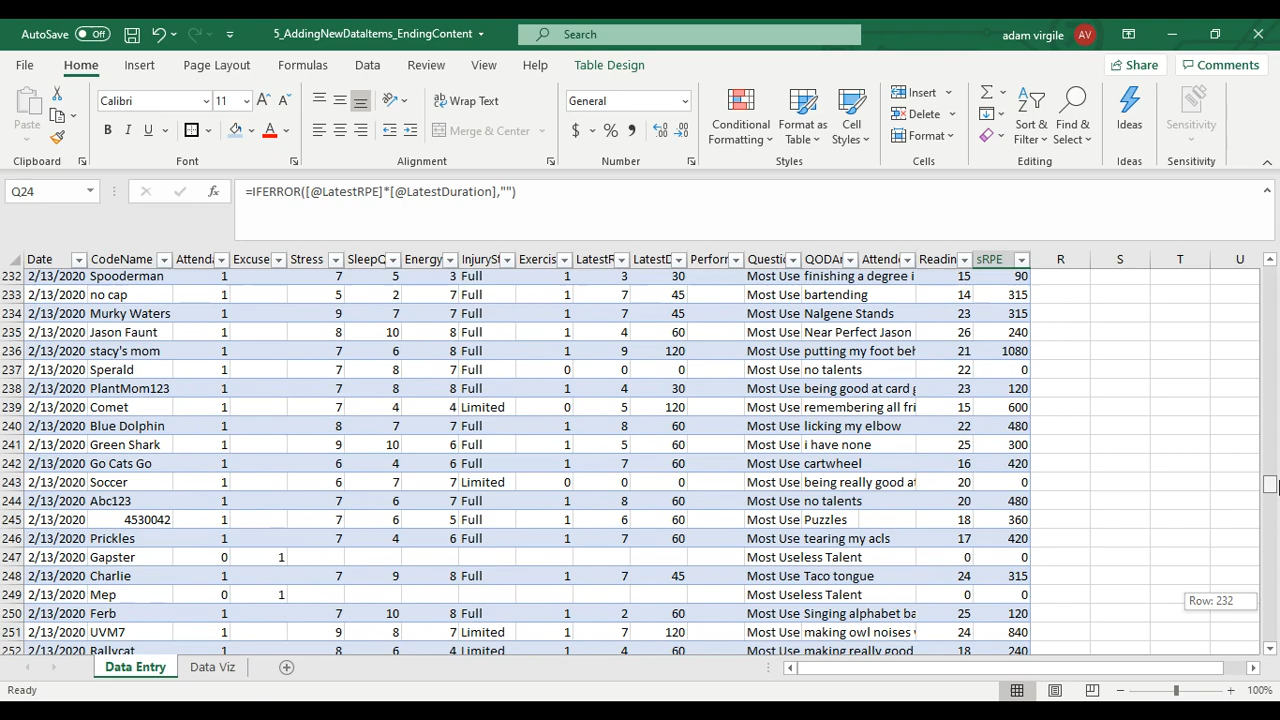 AutoSave Off 5_AddingNewDataItems_EndingContent Search adam virgile AV
File Home Insert Page Layout Formulas Data Review View Help Table Design Share Comments
Paste Calibri 11 Wrap Text General Conditional Formatting Format as Table Cell Styles Insert Sort & Filter Find & Select Ideas Sensitivity
B I U Merge & Center $ % Delete
Format
Clipboard Font Alignment Number Styles Cells Editing Ideas Sensitivity
Q24 fx =IFERROR([@LatestRPE]*[@LatestDuration],"")
Date CodeName Attenda Excuse Stress SleepQ Energy InjurySt Exercis LatestR LatestD Perforr Questi QODAr Attend Readin sRPE R S T U
232 2/13/2020 Spooderman 1 7 5 3 Full 1 3 30 Most Use finishing a degree i 15 90
233 2/13/2020 no cap 1 5 2 7 Full 1 7 45 Most Use bartending 14 315
234 2/13/2020 Murky Waters 1 9 7 7 Full 1 7 45 Most Use Nalgene Stands 23 315
235 2/13/2020 Jason Faunt 1 8 10 8 Full 1 4 60 Most Use Near Perfect Jason 26 240
236 2/13/2020 stacy's mom 1 7 6 8 Full 1 9 120 Most Use putting my foot beh 21 1080
237 2/13/2020 Sperald 1 7 8 7 Full 0 0 0 Most Use no talents 22 0
238 2/13/2020 PlantMom123 1 7 8 8 Full 1 4 30 Most Use being good at card g 23 120
239 2/13/2020 Comet 1 7 4 4 Limited 0 5 120 Most Use remembering all fri 15 600
240 2/13/2020 Blue Dolphin 1 8 7 7 Full 1 8 60 Most Use licking my elbow 22 480
241 2/13/2020 Green Shark 1 9 10 6 Full 1 5 60 Most Use i have none 25 300
242 2/13/2020 Go Cats Go 1 6 4 6 Full 1 7 60 Most Use cartwheel 16 420
243 2/13/2020 Soccer 1 6 7 7 Limited 0 0 0 Most Use being really good at 20 0
244 2/13/2020 Abc123 1 7 6 7 Full 1 8 60 Most Use no talents 20 480
245 2/13/2020 4530042 1 7 6 5 Full 1 6 60 Most Use Puzzles 18 360
246 2/13/2020 Prickles 1 7 4 6 Full 1 7 60 Most Use tearing my acls 17 420
247 2/13/2020 Gapster 0 1 Most Useless Talent 0 0
248 2/13/2020 Charlie 1 7 9 8 Full 1 7 45 Most Use Taco tongue 24 315
249 2/13/2020 Mep 0 1 Most Useless Talent 0 0
250 2/13/2020 Ferb 1 7 10 8 Full 1 2 60 Most Use Singing alphabet ba 25 120
251 2/13/2020 UVM7 1 9 8 7 Limited 1 7 120 Most Use making owl noises 24 840
252 2/13/2020 Rallycat 1 8 6 4 Limited 1 4 60 Most Use making really good 18 240
Row: 232
Data Entry Data Viz
Ready 100%